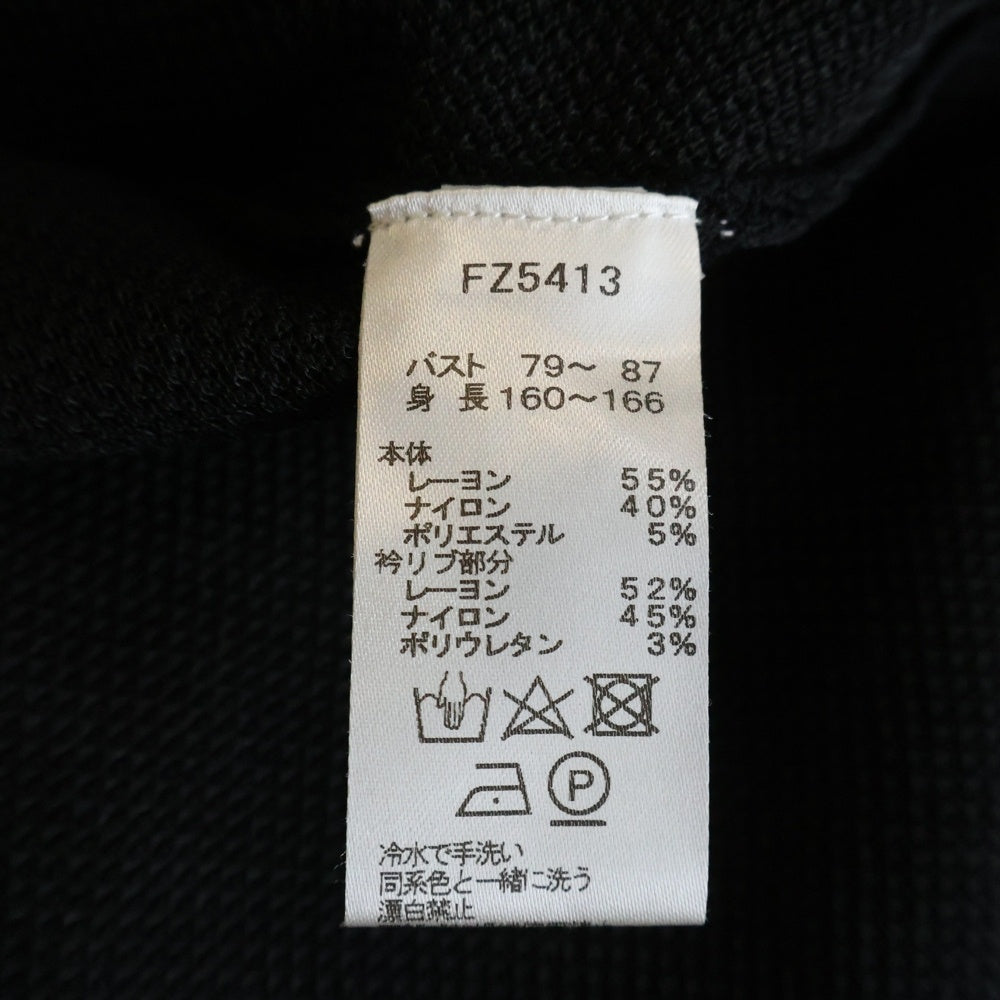 FZ5413
バスト 79～ 87
身 長 160～166
本体
レーヨン 55%
ナイロン 40%
ポリエステル 5%
衿リブ部分
レーヨン 52%
ナイロン 45%
ポリウレタン 3%
P
冷水で手洗い
同系色と一緒に洗う
漂白禁止